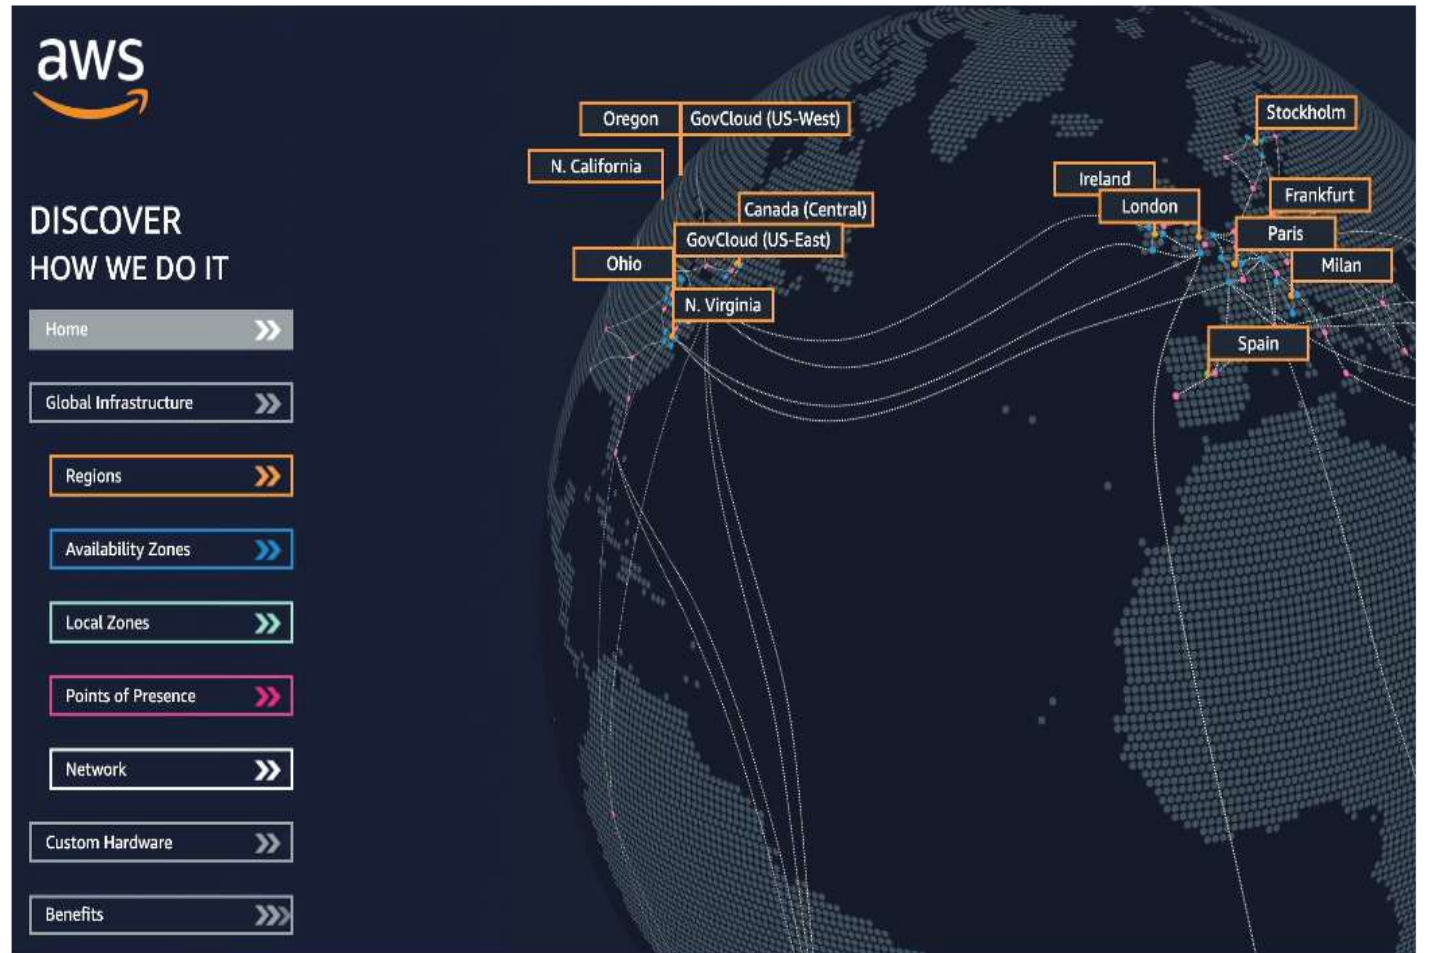 aws
DISCOVER
HOW WE DO IT
Home
Global Infrastructure
Regions
Availability Zones
Local Zones
Points of Presence
Network
Custom Hardware
Benefits
Oregon
GovCloud (US-West)
N. California
Canada (Central)
GovCloud (US-East)
Ohio
N. Virginia
Stockholm
Ireland
London
Frankfurt
Paris
Milan
Spain